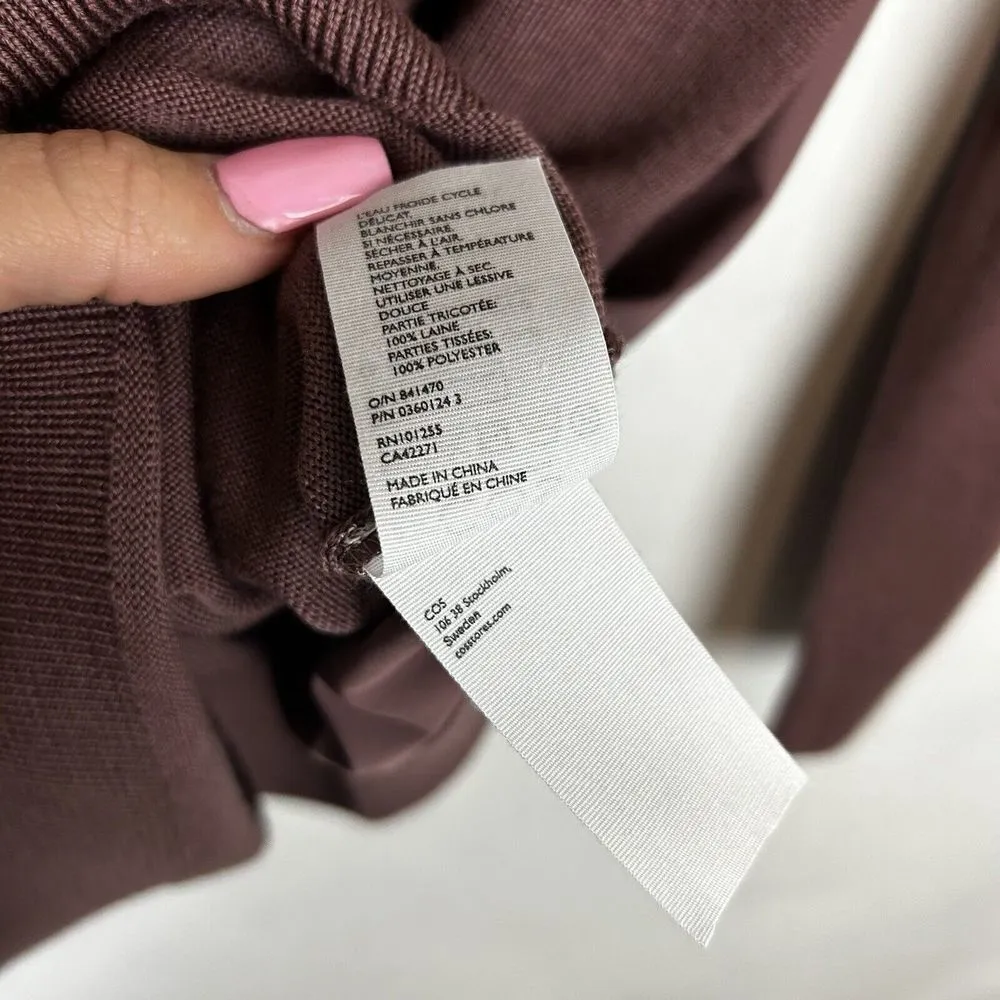 L'EAU FROIDE CYCLE
DÉLICAT.
BLANCHIR SANS CHLORE
SI NÉCESSAIRE.
SÉCHER À L'AIR.
REPASSER À TEMPÉRATURE
MOYENNE.
NETTOYAGE À SEC.
UTILISER UNE LESSIVE
DOUCE
PARTIE TRICOTÉE:
100% LAINE
PARTIES TISSÉES:
100% POLYESTER
O/N 841470
P/N 0360124 3
RN101255
CA42271
MADE IN CHINA
FABRIQUÉ EN CHINE
COS
106 38 Stockholm,
Sweden
cosstores.com